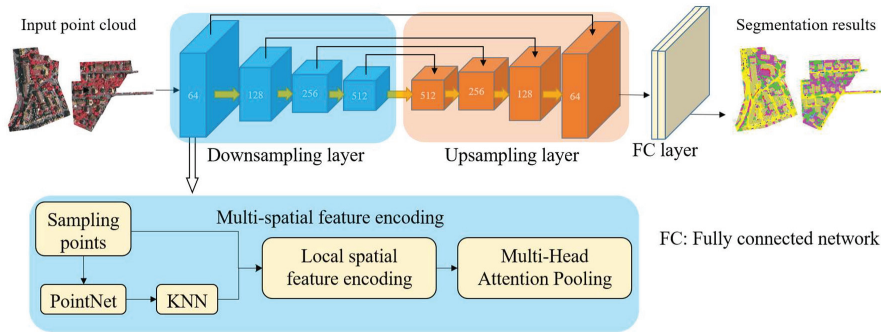 Input point cloud
Segmentation results
64
128
256
512
512
256
128
64
Downsampling layer
Upsampling layer
FC layer
Multi-spatial feature encoding
Sampling
points
PointNet
KNN
Local spatial
feature encoding
Multi-Head
Attention Pooling
FC: Fully connected network